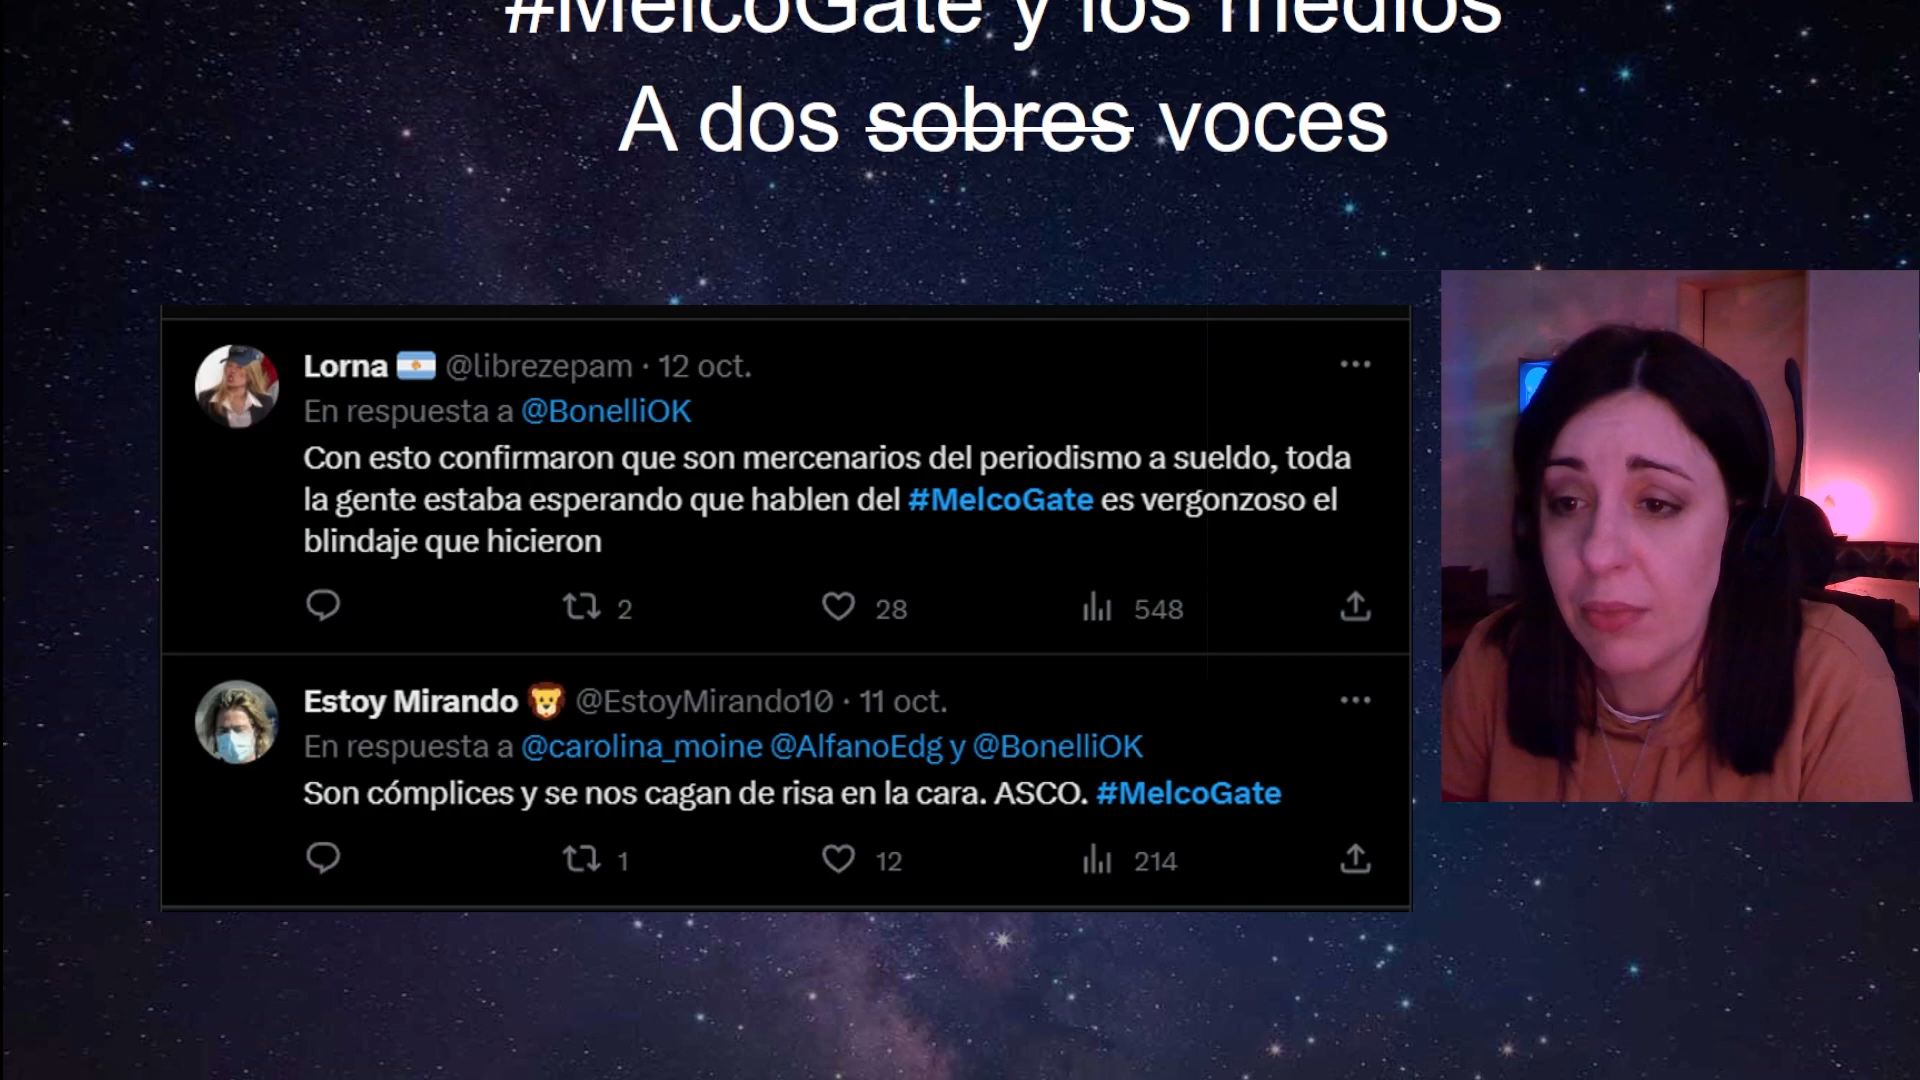 #MelcoGate y los medios
A dos sobres voces
Lorna @librezepam · 12 oct.
En respuesta a @BonelliOK
Con esto confirmaron que son mercenarios del periodismo a sueldo, toda
la gente estaba esperando que hablen del #MelcoGate es vergonzoso el
blindaje que hicieron
2 28 548
Estoy Mirando @EstoyMirando10 · 11 oct.
En respuesta a @carolina_moine @AlfanoEdg y @BonelliOK
Son cómplices y se nos cagan de risa en la cara. ASCO. #MelcoGate
1 12 214